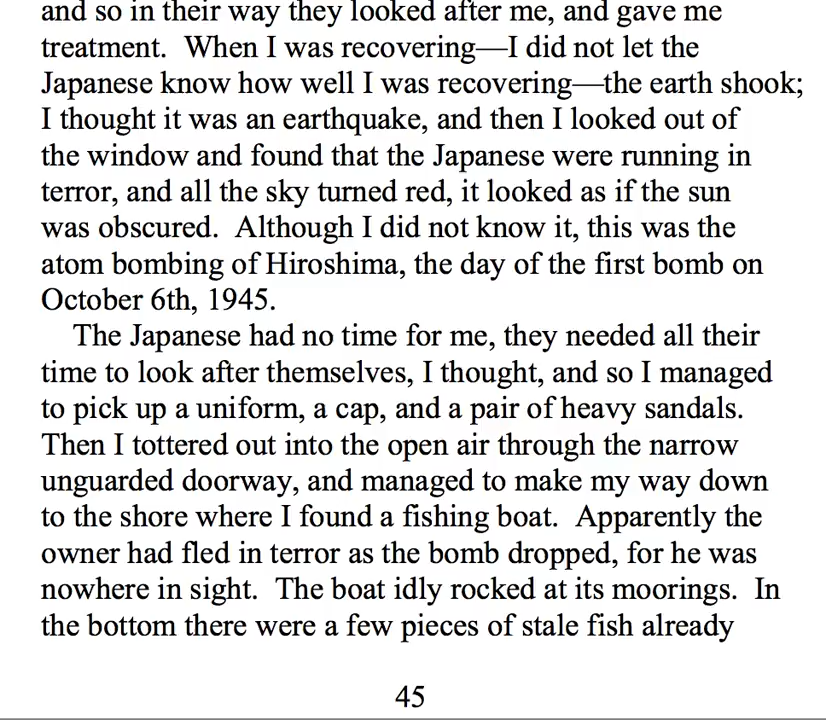 and so in their way they looked after me, and gave me
treatment.  When I was recovering—I did not let the
Japanese know how well I was recovering—the earth shook;
I thought it was an earthquake, and then I looked out of
the window and found that the Japanese were running in
terror, and all the sky turned red, it looked as if the sun
was obscured.  Although I did not know it, this was the
atom bombing of Hiroshima, the day of the first bomb on
October 6th, 1945.
The Japanese had no time for me, they needed all their
time to look after themselves, I thought, and so I managed
to pick up a uniform, a cap, and a pair of heavy sandals.
Then I tottered out into the open air through the narrow
unguarded doorway, and managed to make my way down
to the shore where I found a fishing boat.  Apparently the
owner had fled in terror as the bomb dropped, for he was
nowhere in sight.  The boat idly rocked at its moorings.  In
the bottom there were a few pieces of stale fish already
45